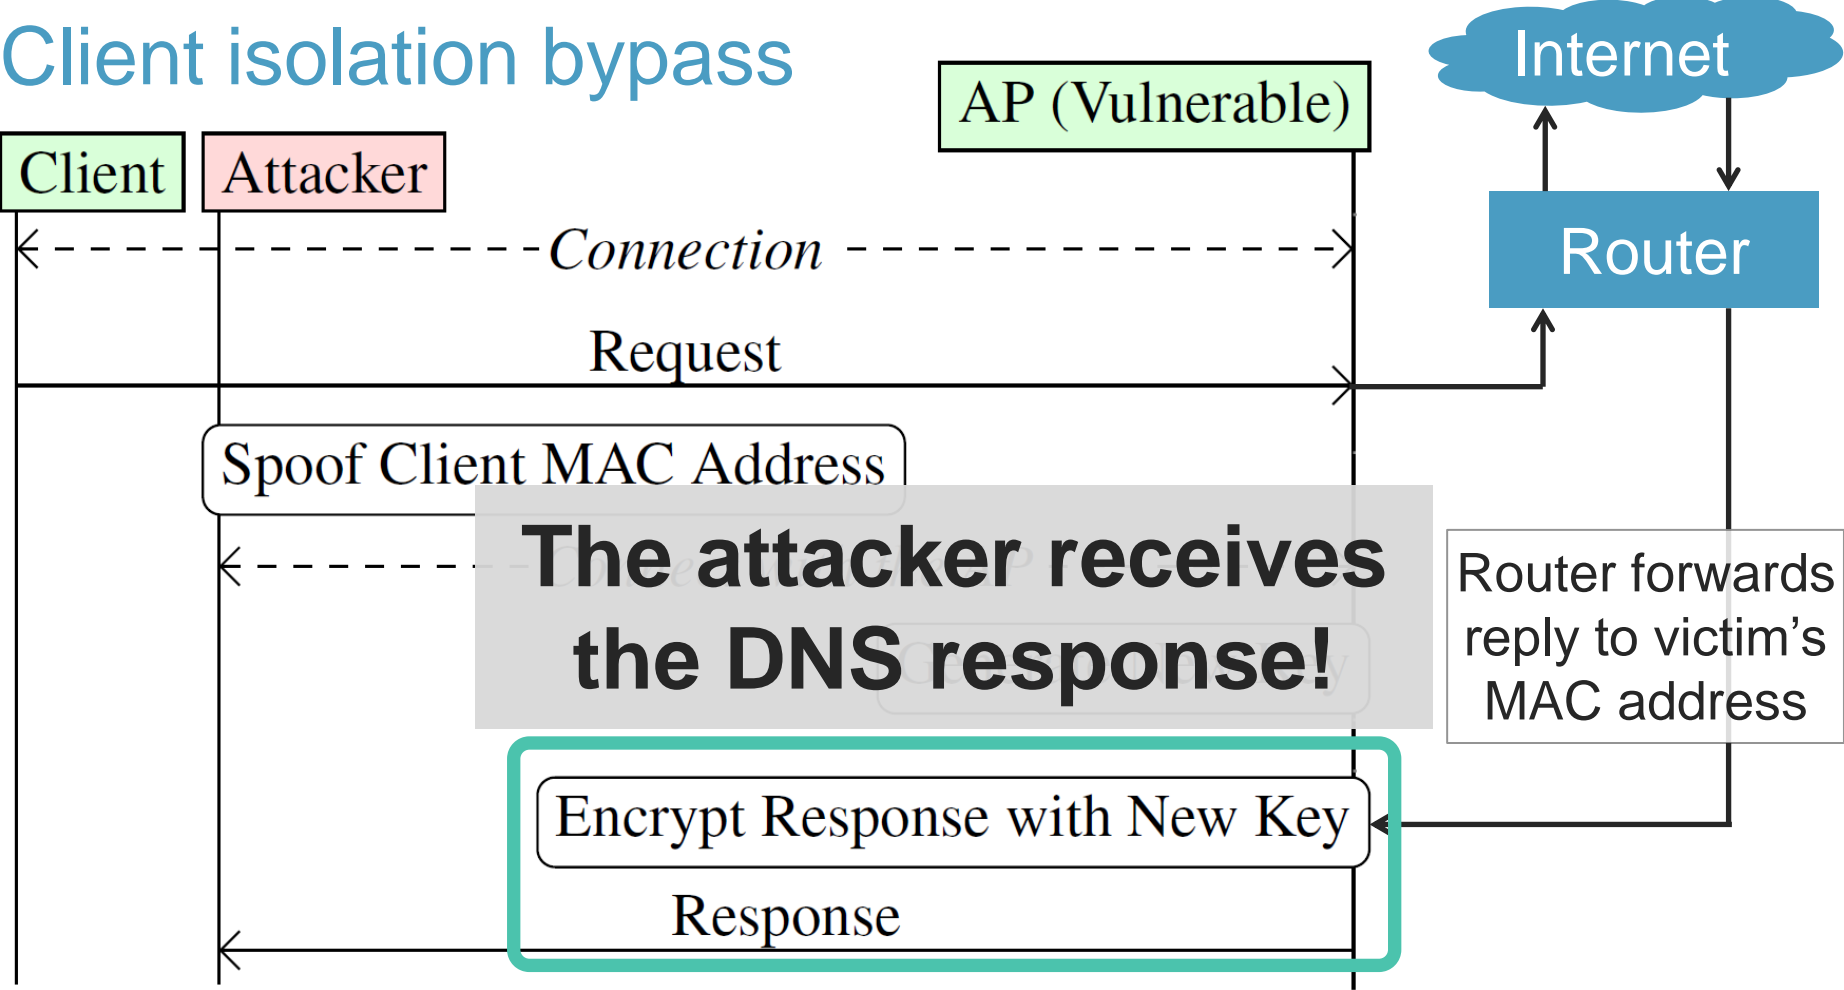 Client isolation bypass
Internet
AP (Vulnerable)
Client
Attacker
Router
Connection
Request
Spoof Client MAC Address
The attacker receives
the DNS response!
Router forwards
reply to victim's
MAC address
Encrypt Response with New Key
Response